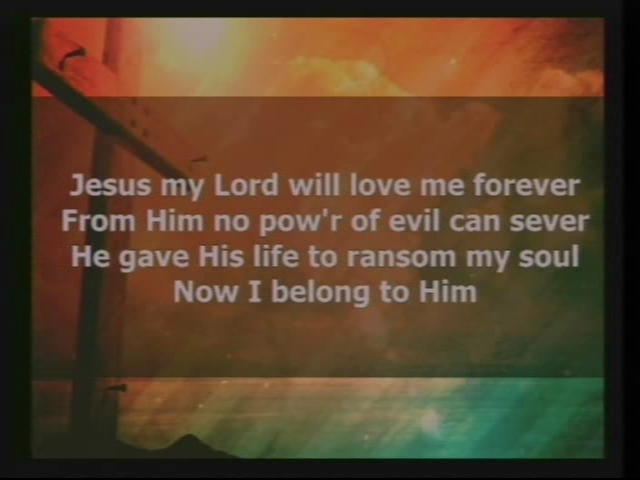 Jesus my Lord will love me forever
From Him no pow'r of evil can sever
He gave His life to ransom my soul
Now I belong to Him